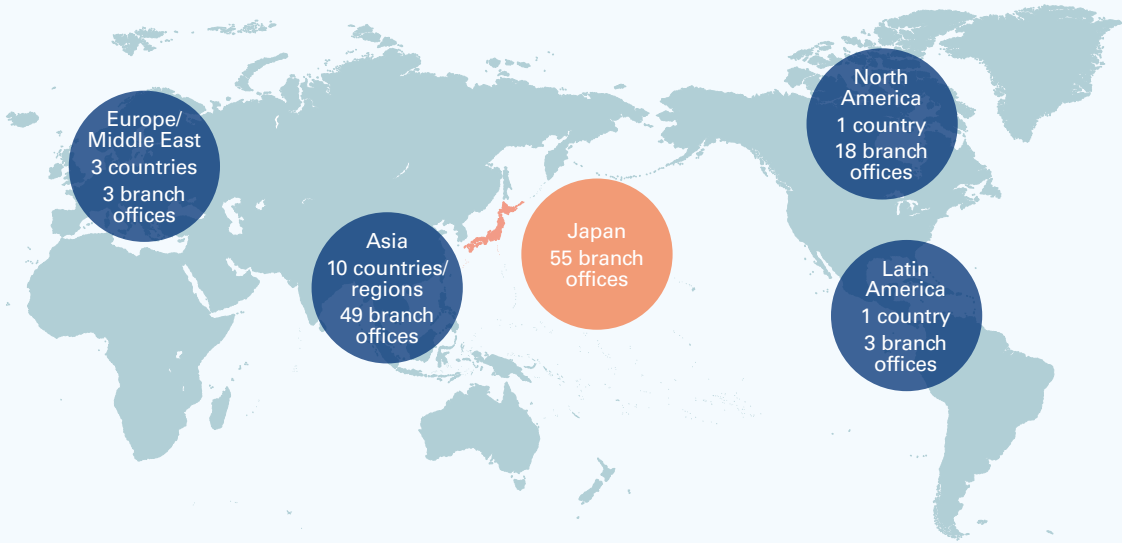 Europe/
Middle East
3 countries
3 branch
offices
Asia
10 countries/
regions
49 branch
offices
Japan
55 branch
offices
North
America
1 country
18 branch
offices
Latin
America
1 country
3 branch
offices